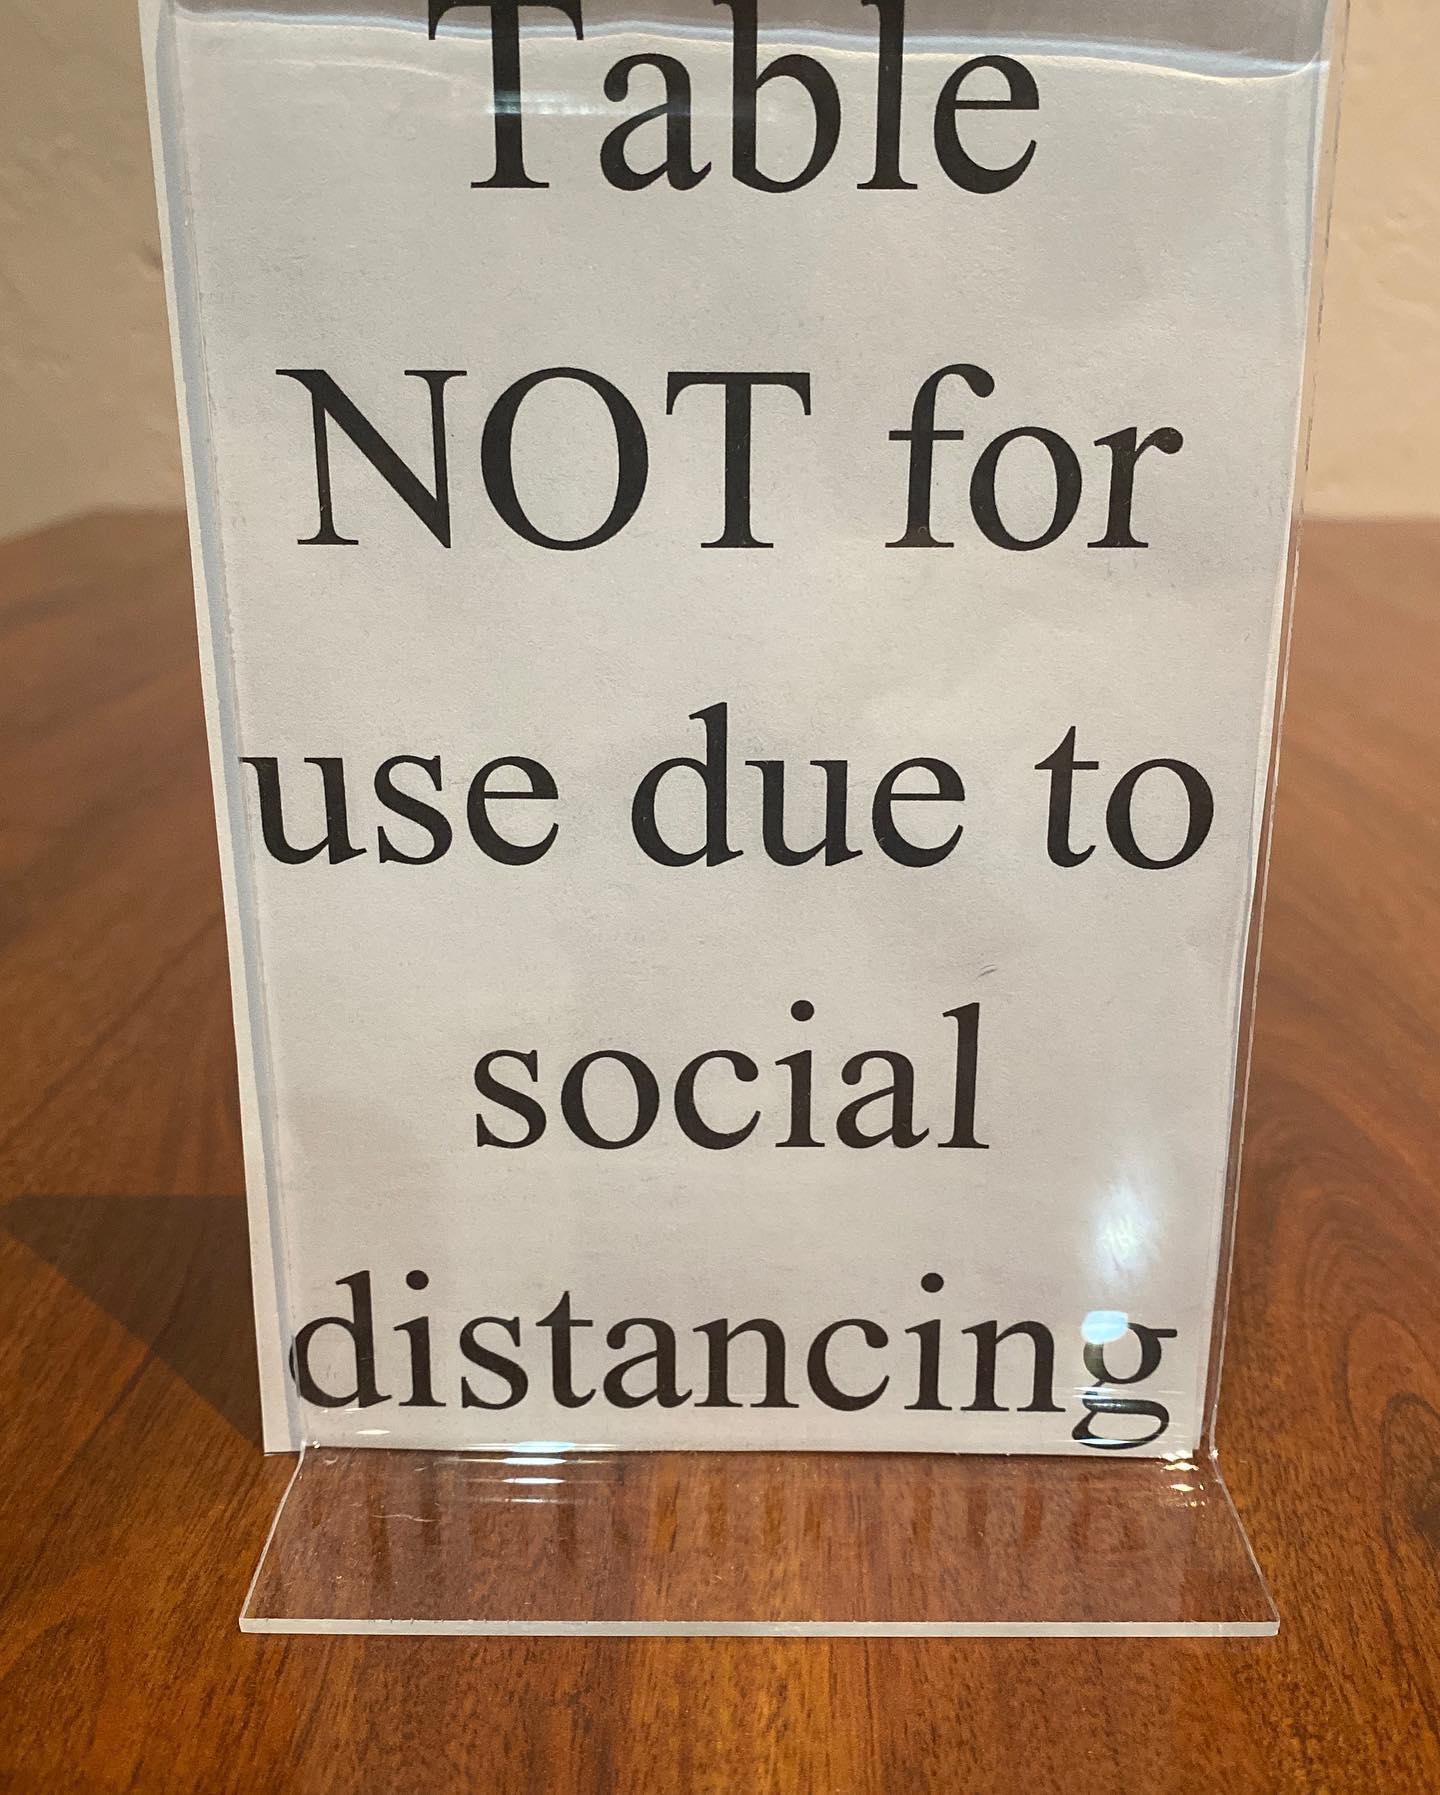 Table
NOT for
use due to
social
distancing